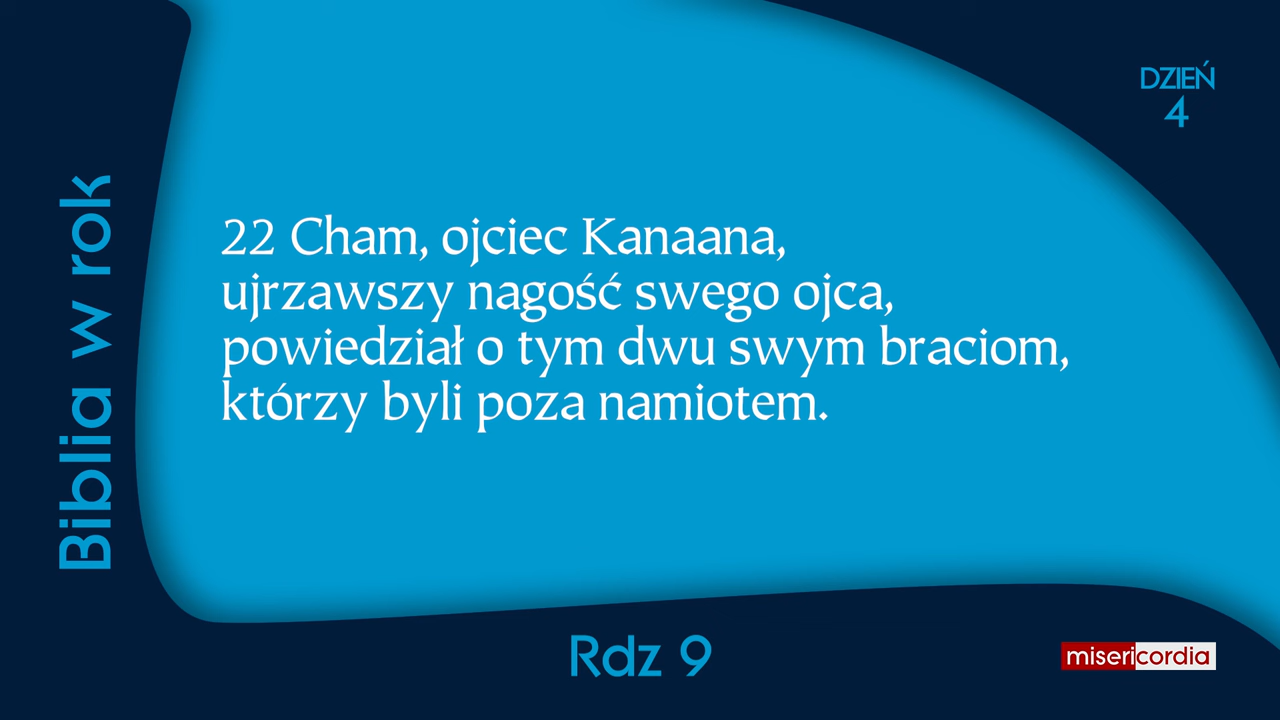 DZIEŃ
4
Biblia w rok
22 Cham, ojciec Kanaana,
ujrzawszy nagość swego ojca,
powiedział o tym dwu swym braciom,
którzy byli poza namiotem.
Rdz 9
misericordia